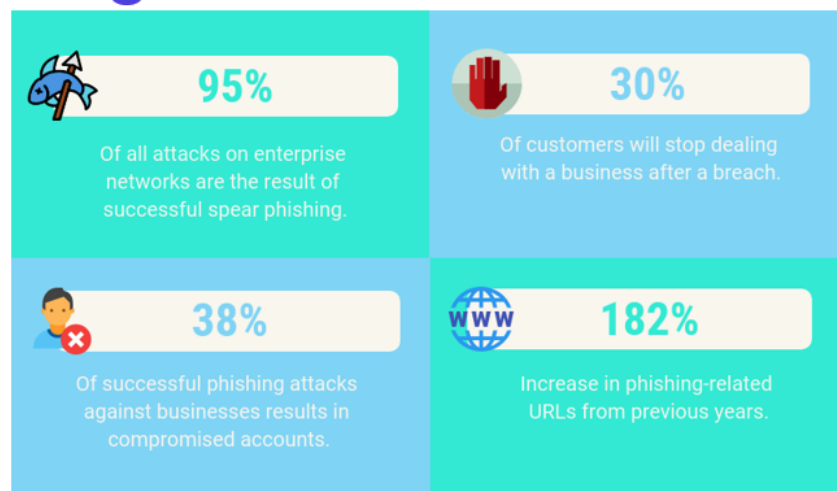 95%
Of all attacks on enterprise
networks are the result of
successful spear phishing.
30%
Of customers will stop dealing
with a business after a breach.
38%
Of successful phishing attacks
against businesses results in
compromised accounts.
WWW
182%
Increase in phishing-related
URLs from previous years.